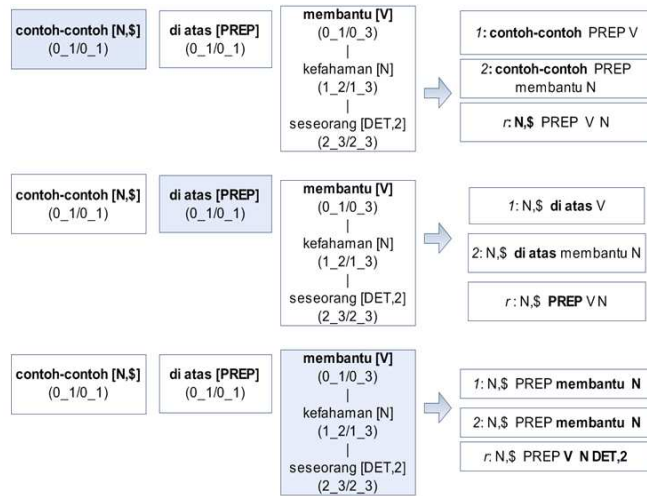 contoh-contoh [N,$]
(0_1/0_1)
di atas [PREP]
(0_1/0_1)
membantu [V]
(0_1/0_3)
|
kefahaman [N]
(1_2/1_3)
|
seseorang [DET,2]
(2_3/2_3)
1: contoh-contoh PREP V
2: contoh-contoh PREP
membantu N
r: N,$ PREP V N
contoh-contoh [N,$]
(0_1/0_1)
di atas [PREP]
(0_1/0_1)
membantu [V]
(0_1/0_3)
|
kefahaman [N]
(1_2/1_3)
|
seseorang [DET,2]
(2_3/2_3)
1: N,$ di atas V
2: N,$ di atas membantu N
r: N,$ PREP V N
contoh-contoh [N,$]
(0_1/0_1)
di atas [PREP]
(0_1/0_1)
membantu [V]
(0_1/0_3)
|
kefahaman [N]
(1_2/1_3)
|
seseorang [DET,2]
(2_3/2_3)
1: N,$ PREP membantu N
2: N,$ PREP membantu N
r: N,$ PREP V N DET,2